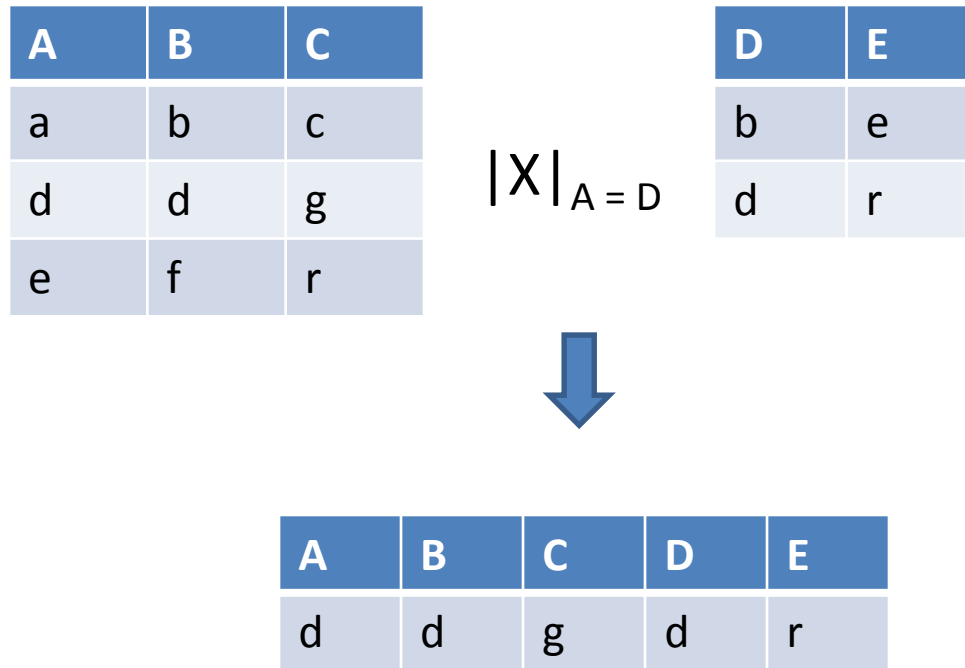 A B C
a b c
d d g
e f r
|X| A = D
D E
b e
d r
A B C D E
d d g d r